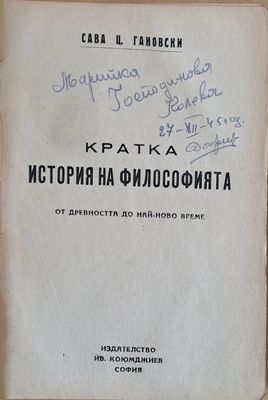 САВА Ц. ГАНОВСКИ
Марийка
Господинова
Колева
27-XII-45 год.
КРАТКА
ИСТОРИЯ НА ФИЛОСОФИЯТА
ОТ ДРЕВНОСТТА ДО НАЙ-НОВО ВРЕМЕ
ИЗДАТЕЛСТВО
ИВ. КОЮМДЖИЕВ
СОФИЯ